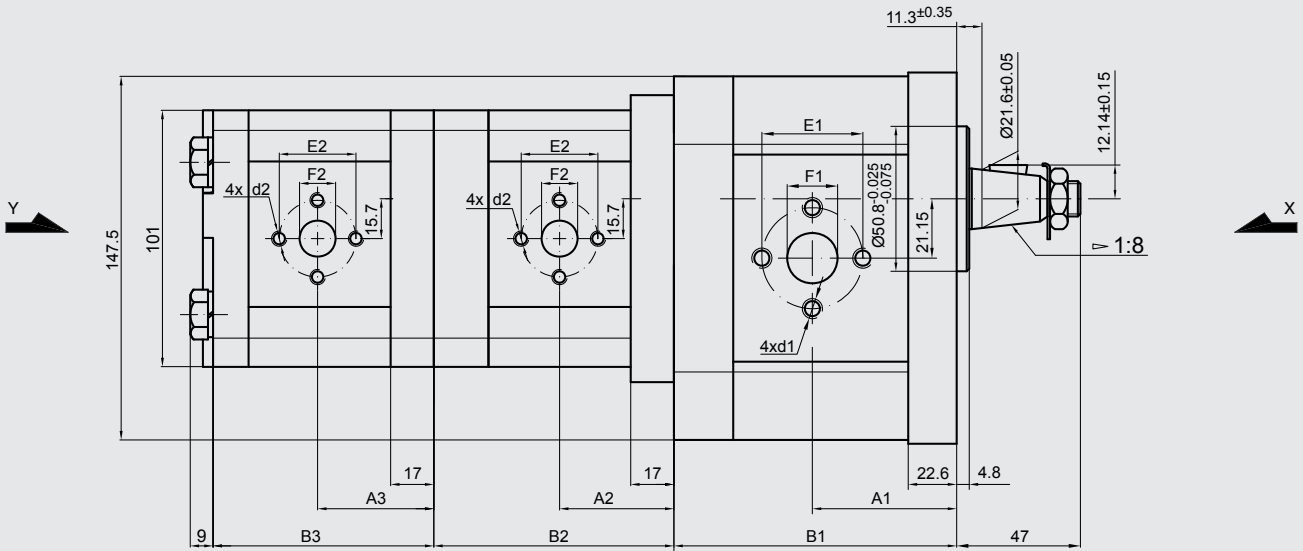 11.3±0.35
Ø21.6±0.05
12.14±0.15
E1
F1
Ø50.8-0.025
-0.075
21.15
E2
F2
4x d2
15.7
E2
F2
4x d2
15.7
Y
X
147.5
101
1:8
4xd1
17
17
22.6
4.8
A3
A2
A1
9
B3
B2
B1
47